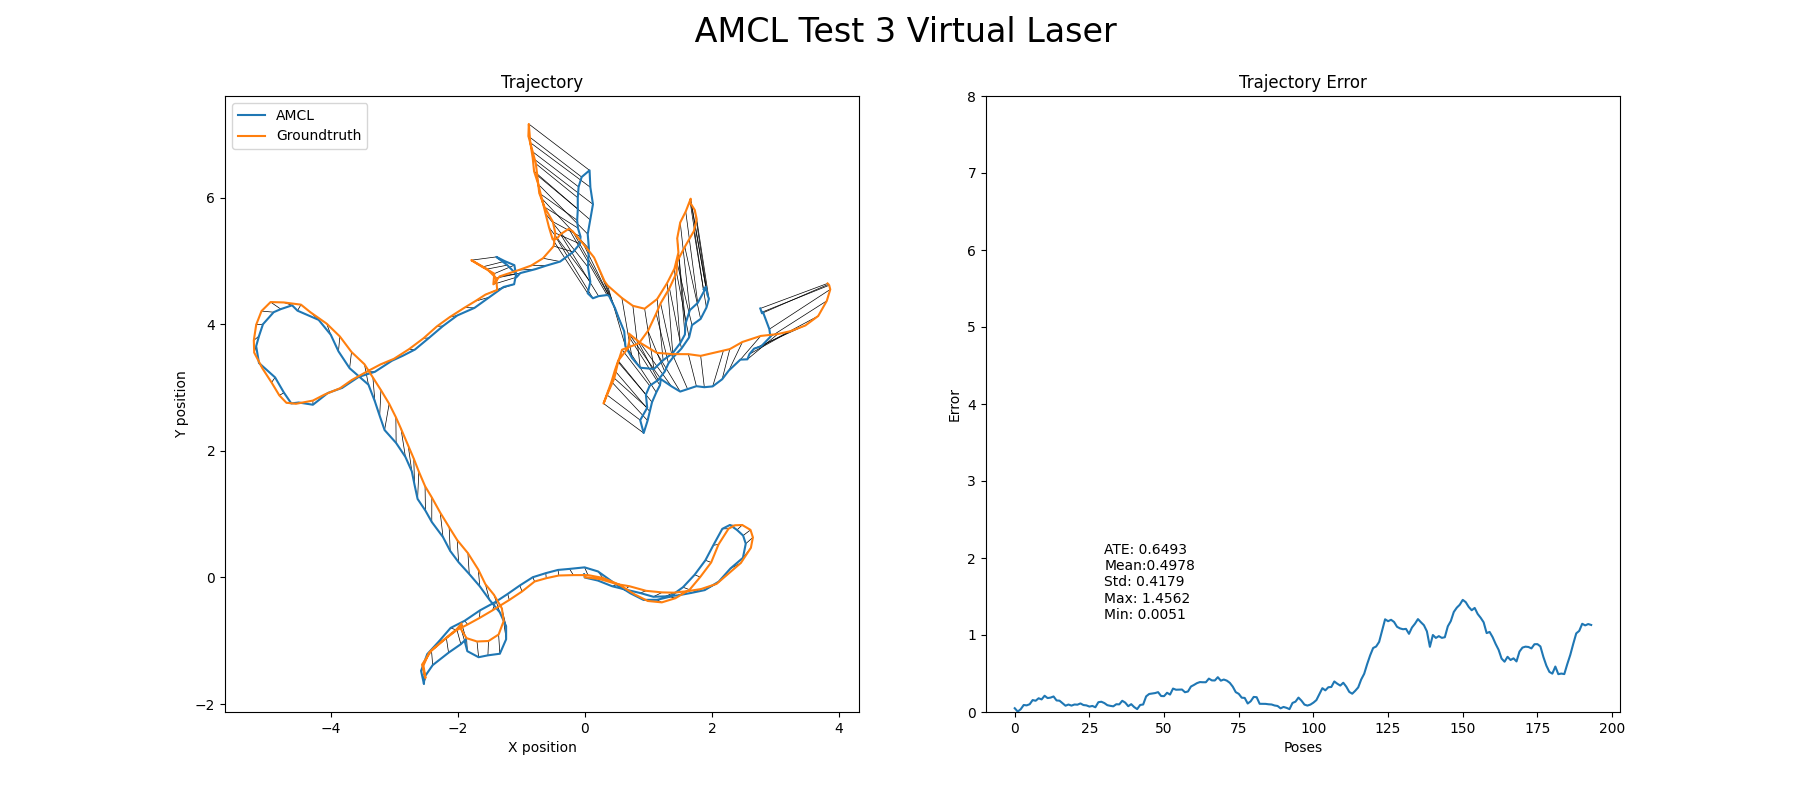 AMCL Test 3 Virtual Laser
Trajectory
AMCL
Groundtruth
6
4
2
0
−2
Y position
−4
−2
0
2
4
X position
Trajectory Error
8
7
6
5
4
3
2
1
0
Error
ATE: 0.6493
Mean:0.4978
Std: 0.4179
Max: 1.4562
Min: 0.0051
0
25
50
75
100
125
150
175
200
Poses